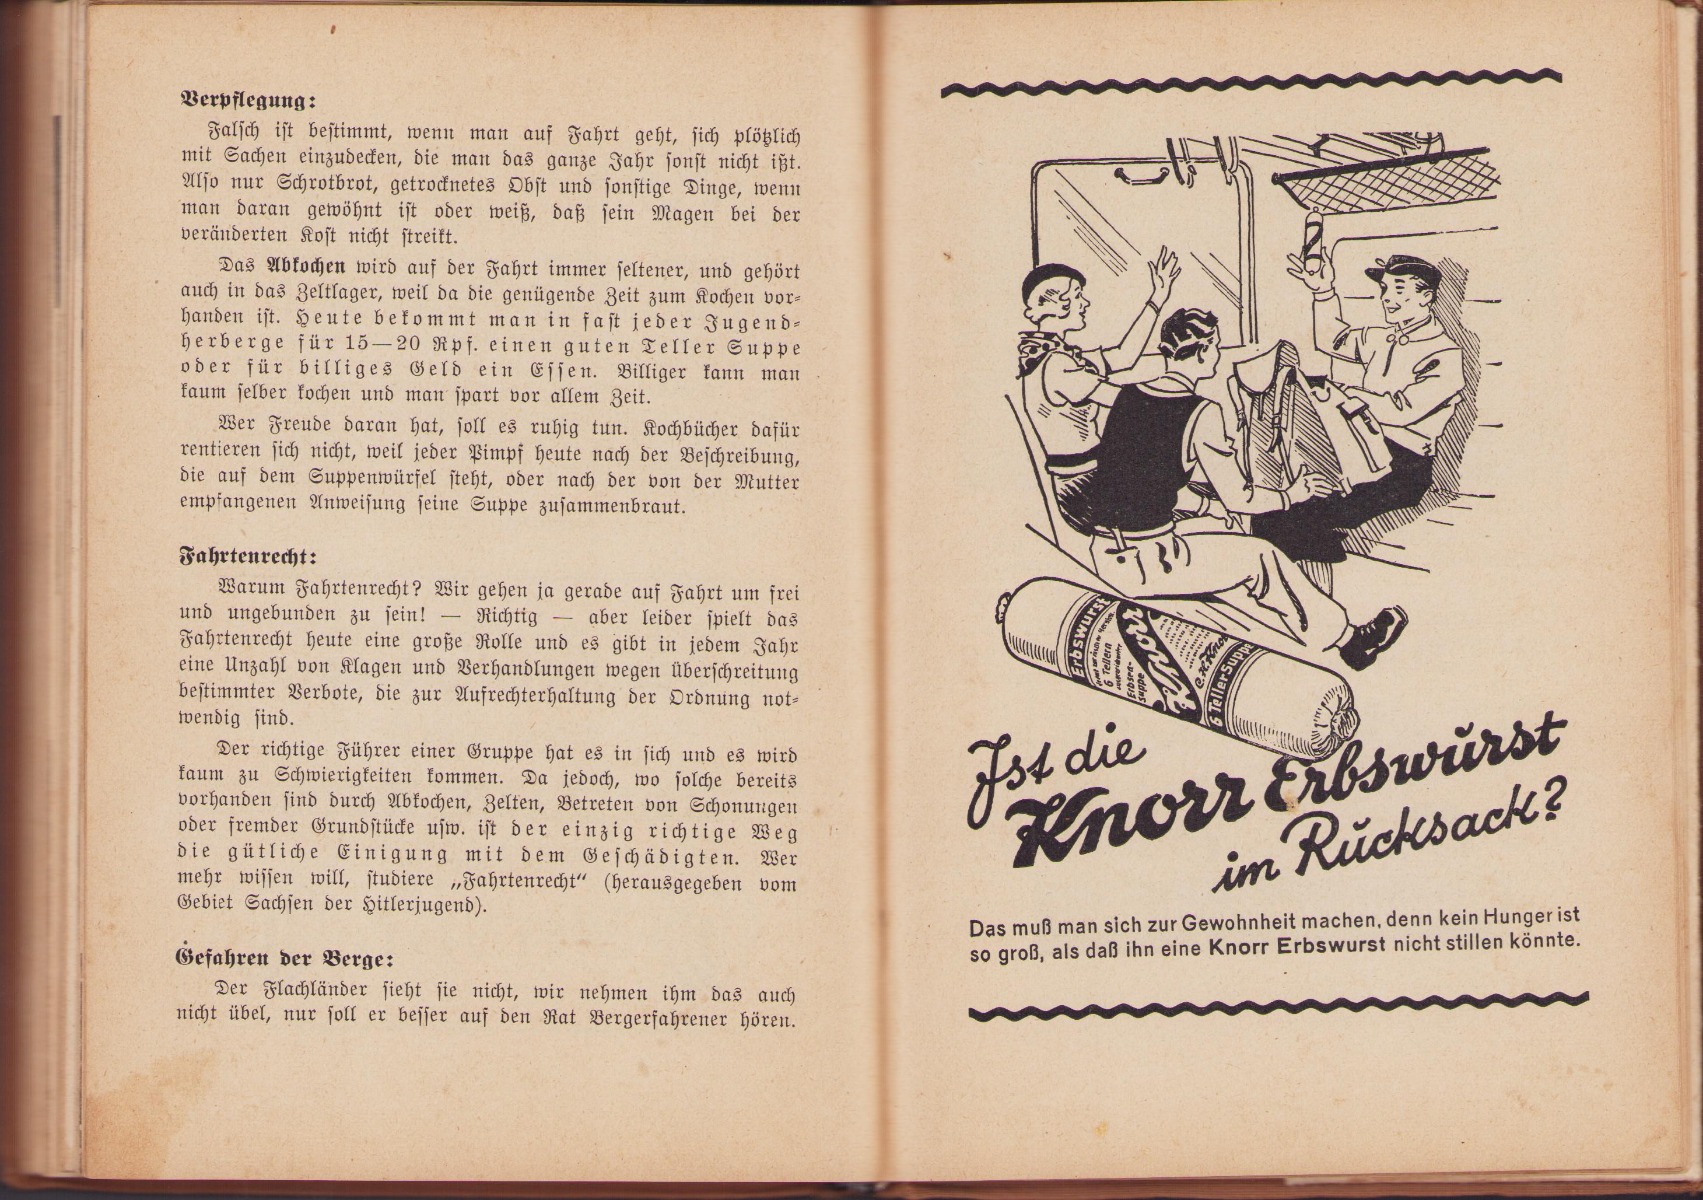 Verpflegung:
Falsch ist bestimmt, wenn man auf Fahrt geht, sich plötzlich
mit Sachen einzudecken, die man das ganze Jahr sonst nicht ißt.
Also nur Schrotbrot, getrocknetes Obst und sonstige Dinge, wenn
man daran gewöhnt ist oder weiß, daß sein Magen bei der
veränderten Kost nicht streikt.
Das Abkochen wird auf der Fahrt immer seltener, und gehört
auch in das Zeltlager, weil da die genügende Zeit zum Kochen vor-
handen ist. Heute bekommt man in fast jeder Jugend-
herberge für 15—20 Rpf. einen guten Teller Suppe
oder für billiges Geld ein Essen. Billiger kann man
kaum selber kochen und man spart vor allem Zeit.
Wer Freude daran hat, soll es ruhig tun. Kochbücher dafür
rentieren sich nicht, weil jeder Pimpf heute nach der Beschreibung,
die auf dem Suppenwürfel steht, oder nach der von der Mutter
empfangenen Anweisung seine Suppe zusammenbraut.
Fahrtenrecht:
Warum Fahrtenrecht? Wir gehen ja gerade auf Fahrt um frei
und ungebunden zu sein! — Richtig — aber leider spielt das
Fahrtenrecht heute eine große Rolle und es gibt in jedem Jahr
eine Unzahl von Klagen und Verhandlungen wegen Überschreitung
bestimmter Verbote, die zur Aufrechterhaltung der Ordnung not-
wendig sind.
Der richtige Führer einer Gruppe hat es in sich und es wird
kaum zu Schwierigkeiten kommen. Da jedoch, wo solche bereits
vorhanden sind durch Abkochen, Zelten, Betreten von Schonungen
oder fremder Grundstücke usw. ist der einzig richtige Weg
die gütliche Einigung mit dem Geschädigten. Wer
mehr wissen will, studiere „Fahrtenrecht“ (herausgegeben vom
Gebiet Sachsen der Hitlerjugend).
Gefahren der Berge:
Der Flachländer sieht sie nicht, wir nehmen ihm das auch
nicht übel, nur soll er besser auf den Rat Bergerfahrener hören.
Erbswurst
6 Tellern
Erbsen-
suppe
Knorr
C.H. Knorr
6 Teller Suppe
Ist die
Knorr Erbswurst
im Rucksack?
Das muß man sich zur Gewohnheit machen, denn kein Hunger ist
so groß, als daß ihn eine Knorr Erbswurst nicht stillen könnte.